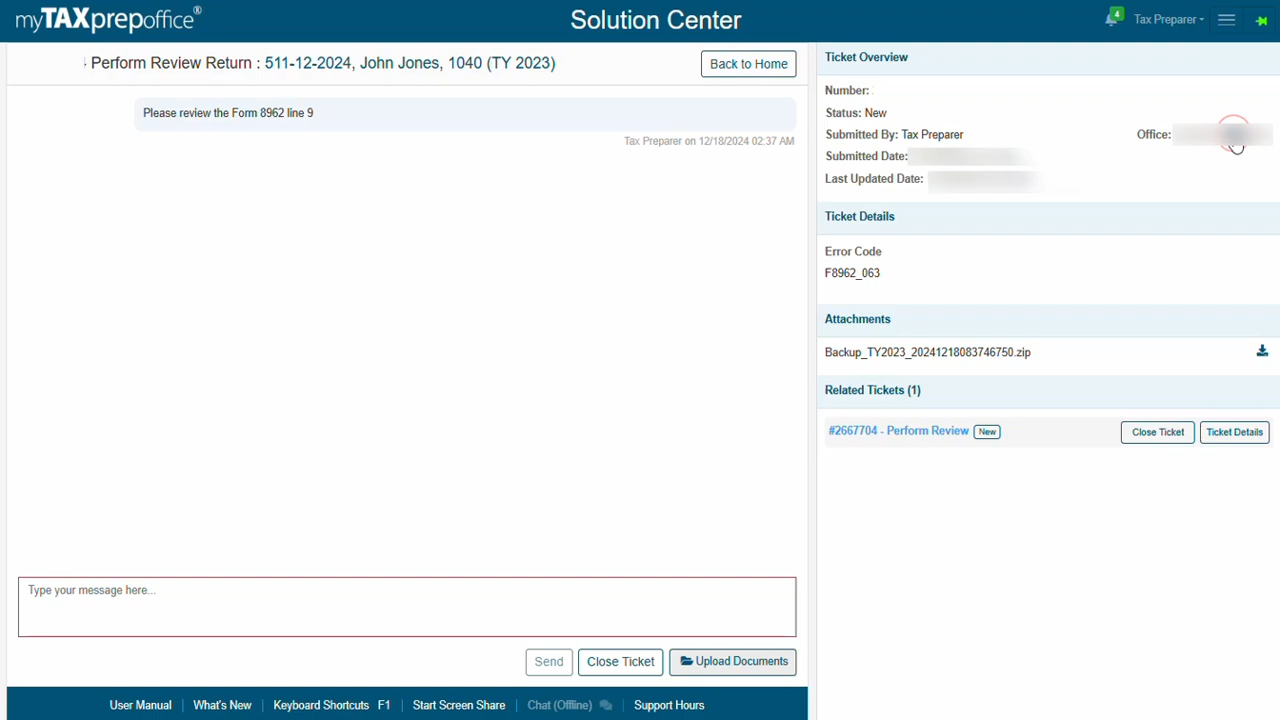 myTAXprepoffice®
Solution Center
4
Tax Preparer
Perform Review Return : 511-12-2024, John Jones, 1040 (TY 2023)
Back to Home
Please review the Form 8962 line 9
Tax Preparer on 12/18/2024 02:37 AM
Type your message here...
Send
Close Ticket
Upload Documents
User Manual
What's New
Keyboard Shortcuts F1
Start Screen Share
Chat (Offline)
Support Hours
Ticket Overview
Number:
Status: New
Submitted By: Tax Preparer
Office:
Submitted Date:
Last Updated Date:
Ticket Details
Error Code
F8962_063
Attachments
Backup_TY2023_20241218083746750.zip
Related Tickets (1)
#2667704 - Perform Review New
Close Ticket
Ticket Details